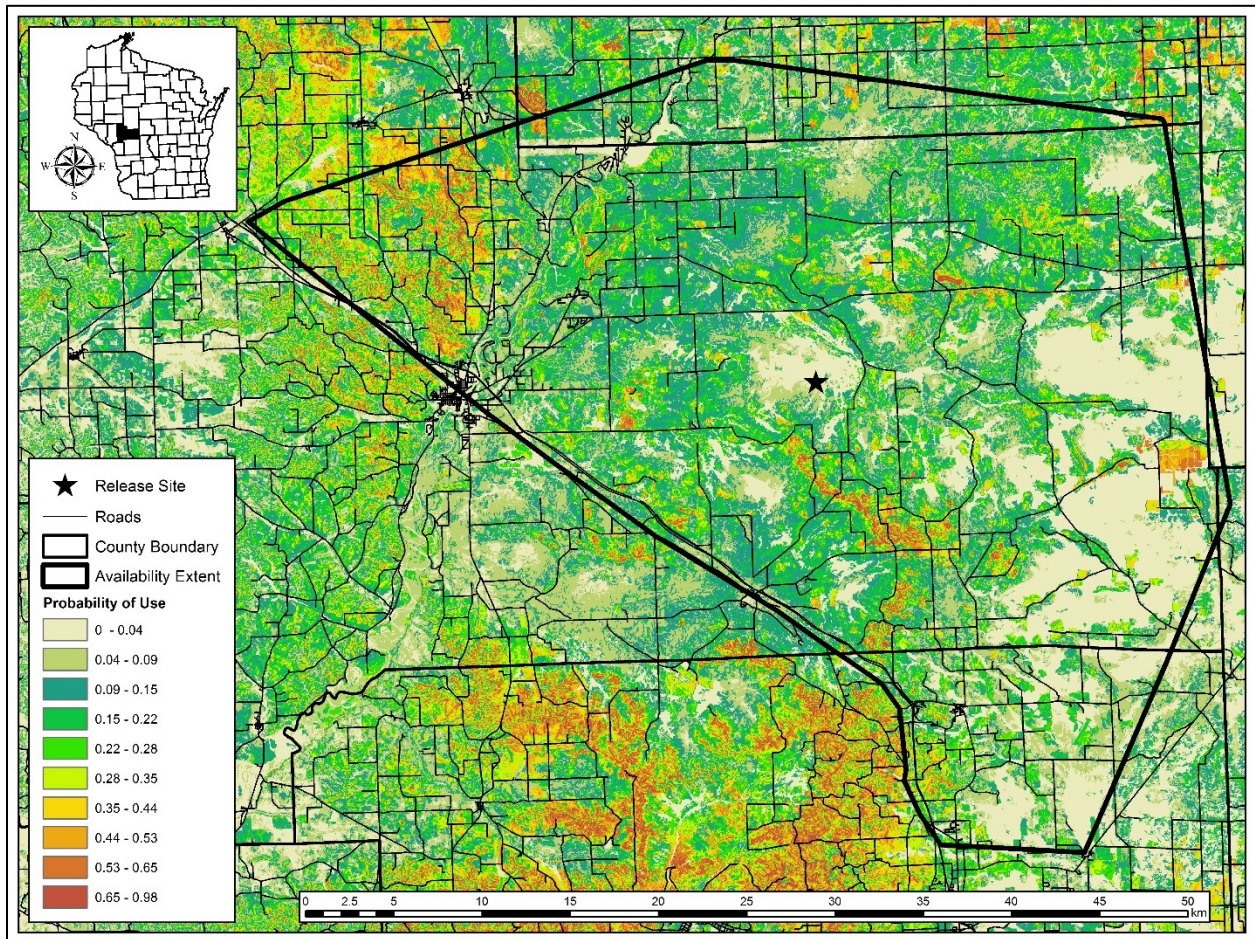 N
W
E
S
Release Site
Roads
County Boundary
Availability Extent
Probability of Use
0 - 0.04
0.04 - 0.09
0.09 - 0.15
0.15 - 0.22
0.22 - 0.28
0.28 - 0.35
0.35 - 0.44
0.44 - 0.53
0.53 - 0.65
0.65 - 0.98
0 2.5 5 10 15 20 25 30 35 40 45 50
km